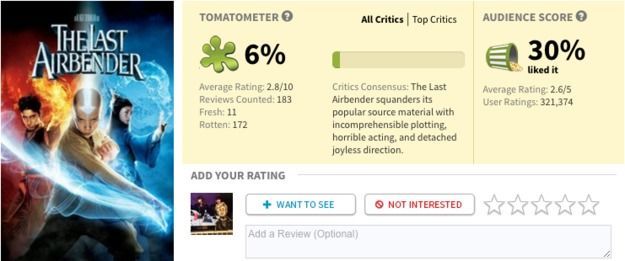 THE LAST
AIRBENDER
TOMATOMETER ?
6%
Average Rating: 2.8/10
Reviews Counted: 183
Fresh: 11
Rotten: 172
All Critics | Top Critics
Critics Consensus: The Last
Airbender squanders its
popular source material with
incomprehensible plotting,
horrible acting, and detached
joyless direction.
AUDIENCE SCORE ?
30%
liked it
Average Rating: 2.6/5
User Ratings: 321,374
ADD YOUR RATING
+ WANT TO SEE
NOT INTERESTED
Add a Review (Optional)